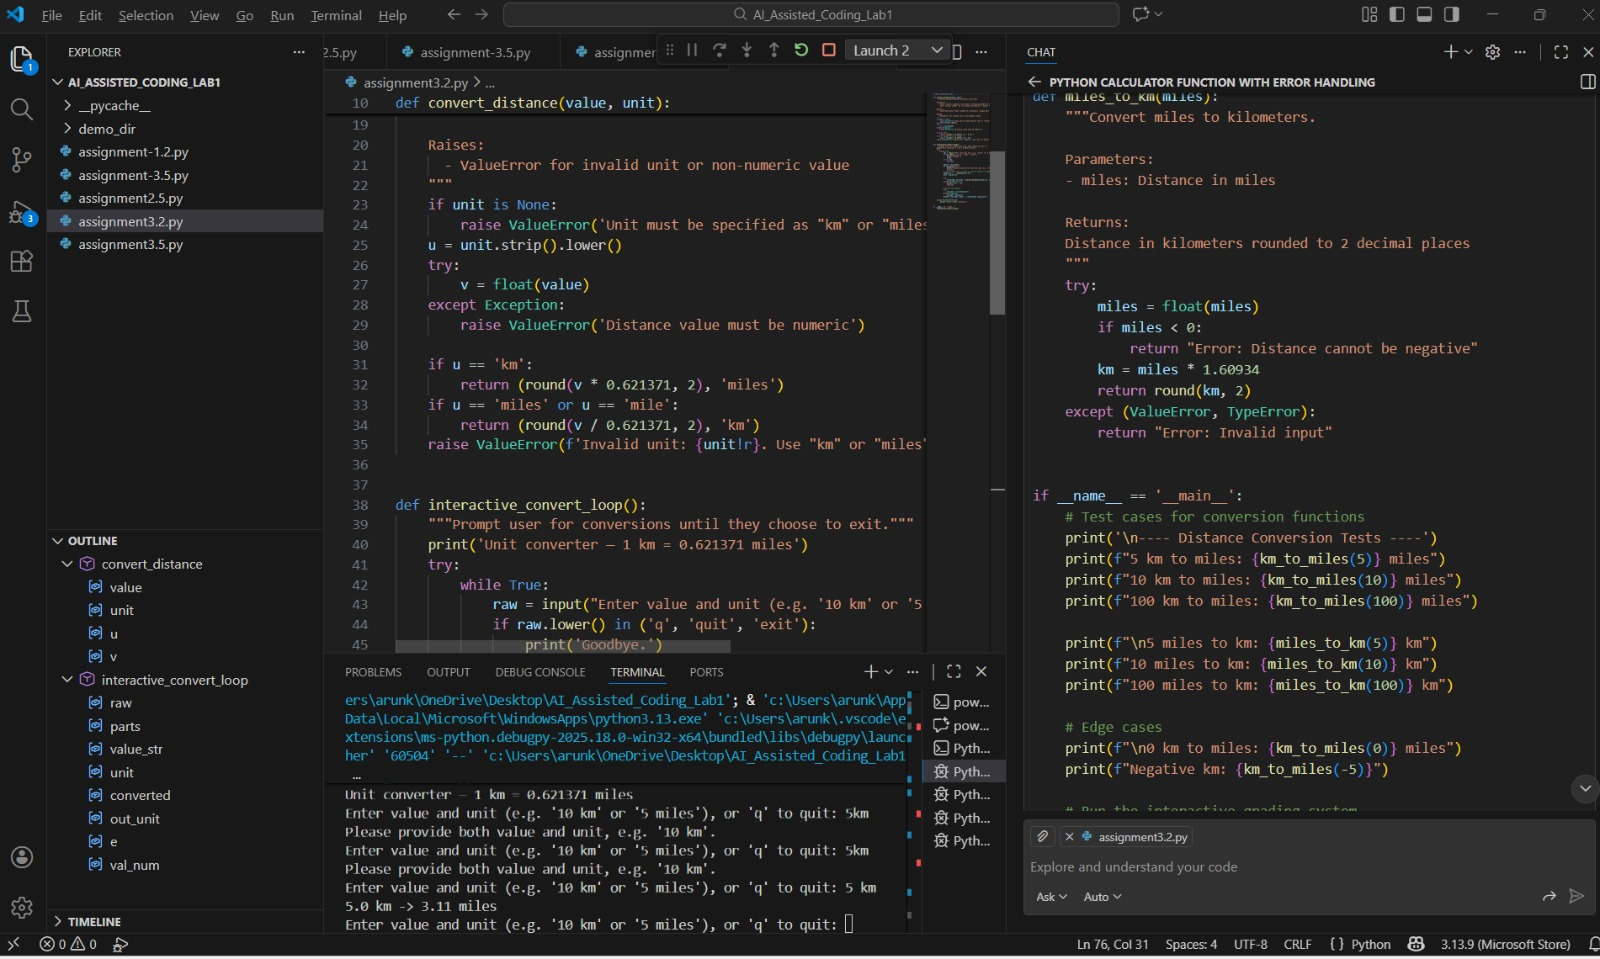 File Edit Selection View Go Run Terminal Help
AI_Assisted_Coding_Lab1
EXPLORER
AI_ASSISTED_CODING_LAB1
__pycache__
demo_dir
assignment-1.2.py
assignment-3.5.py
assignment2.5.py
assignment3.2.py
assignment3.5.py
1
3
OUTLINE
convert_distance
value
unit
u
v
interactive_convert_loop
raw
parts
value_str
unit
converted
out_unit
e
val_num
TIMELINE
2.5.py assignment-3.5.py assignmer Launch 2
assignment3.2.py > ...
10 def convert_distance(value, unit):
19
20 Raises:
21 - ValueError for invalid unit or non-numeric value
22 """
23 if unit is None:
24 raise ValueError('Unit must be specified as "km" or "miles
25 u = unit.strip().lower()
26 try:
27 v = float(value)
28 except Exception:
29 raise ValueError('Distance value must be numeric')
30
31 if u == 'km':
32 return (round(v * 0.621371, 2), 'miles')
33 if u == 'miles' or u == 'mile':
34 return (round(v / 0.621371, 2), 'km')
35 raise ValueError(f'Invalid unit: {unit!r}. Use "km" or "miles"
36
37
38 def interactive_convert_loop():
39 """Prompt user for conversions until they choose to exit."""
40 print('Unit converter — 1 km = 0.621371 miles')
41 try:
42 while True:
43 raw = input("Enter value and unit (e.g. '10 km' or '5
44 if raw.lower() in ('q', 'quit', 'exit'):
45 print('Goodbye.')
PROBLEMS OUTPUT DEBUG CONSOLE TERMINAL PORTS
ers\arunk\OneDrive\Desktop\AI_Assisted_Coding_Lab1'; & 'c:\Users\arunk\App
Data\Local\Microsoft\WindowsApps\python3.13.exe' 'c:\Users\arunk\.vscode\e
xtensions\ms-python.debugpy-2025.18.0-win32-x64\bundled\libs\debugpy\launc
her' '60504' '--' 'c:\Users\arunk\OneDrive\Desktop\AI_Assisted_Coding_Lab1
...
Unit converter — 1 km = 0.621371 miles
Enter value and unit (e.g. '10 km' or '5 miles'), or 'q' to quit: 5km
Please provide both value and unit, e.g. '10 km'.
Enter value and unit (e.g. '10 km' or '5 miles'), or 'q' to quit: 5km
Please provide both value and unit, e.g. '10 km'.
Enter value and unit (e.g. '10 km' or '5 miles'), or 'q' to quit: 5 km
5.0 km -> 3.11 miles
Enter value and unit (e.g. '10 km' or '5 miles'), or 'q' to quit:
pow...
pow...
Pyth...
Pyth...
Pyth...
Pyth...
Pyth...
CHAT
PYTHON CALCULATOR FUNCTION WITH ERROR HANDLING
def miles_to_km(miles):
"""Convert miles to kilometers.
Parameters:
- miles: Distance in miles
Returns:
Distance in kilometers rounded to 2 decimal places
"""
try:
miles = float(miles)
if miles < 0:
return "Error: Distance cannot be negative"
km = miles * 1.60934
return round(km, 2)
except (ValueError, TypeError):
return "Error: Invalid input"
if __name__ == '__main__':
# Test cases for conversion functions
print('\n---- Distance Conversion Tests ----')
print(f"5 km to miles: {km_to_miles(5)} miles")
print(f"10 km to miles: {km_to_miles(10)} miles")
print(f"100 km to miles: {km_to_miles(100)} miles")
print(f"\n5 miles to km: {miles_to_km(5)} km")
print(f"10 miles to km: {miles_to_km(10)} km")
print(f"100 miles to km: {miles_to_km(100)} km")
# Edge cases
print(f"\n0 km to miles: {km_to_miles(0)} miles")
print(f"Negative km: {km_to_miles(-5)}")
# Run the interactive grading system
assignment3.2.py
Explore and understand your code
Ask Auto
0 0
Ln 76, Col 31 Spaces: 4 UTF-8 CRLF { } Python 3.13.9 (Microsoft Store)